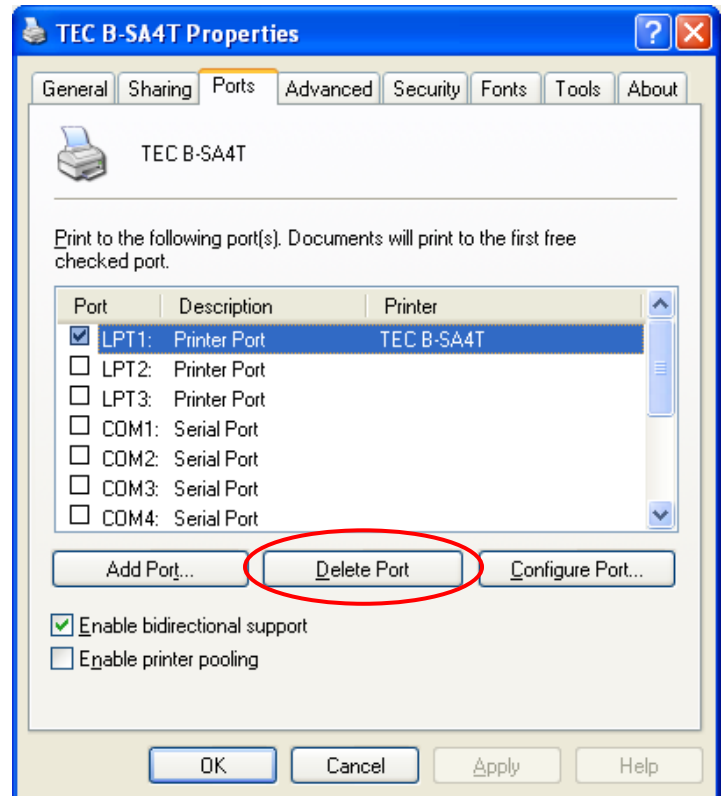 TEC B-SA4T Properties
General Sharing Ports Advanced Security Fonts Tools About
TEC B-SA4T
Print to the following port(s). Documents will print to the first free
checked port.
Port Description Printer
LPT1: Printer Port TEC B-SA4T
LPT2: Printer Port
LPT3: Printer Port
COM1: Serial Port
COM2: Serial Port
COM3: Serial Port
COM4: Serial Port
Add Port... Delete Port Configure Port...
Enable bidirectional support
Enable printer pooling
OK Cancel Apply Help